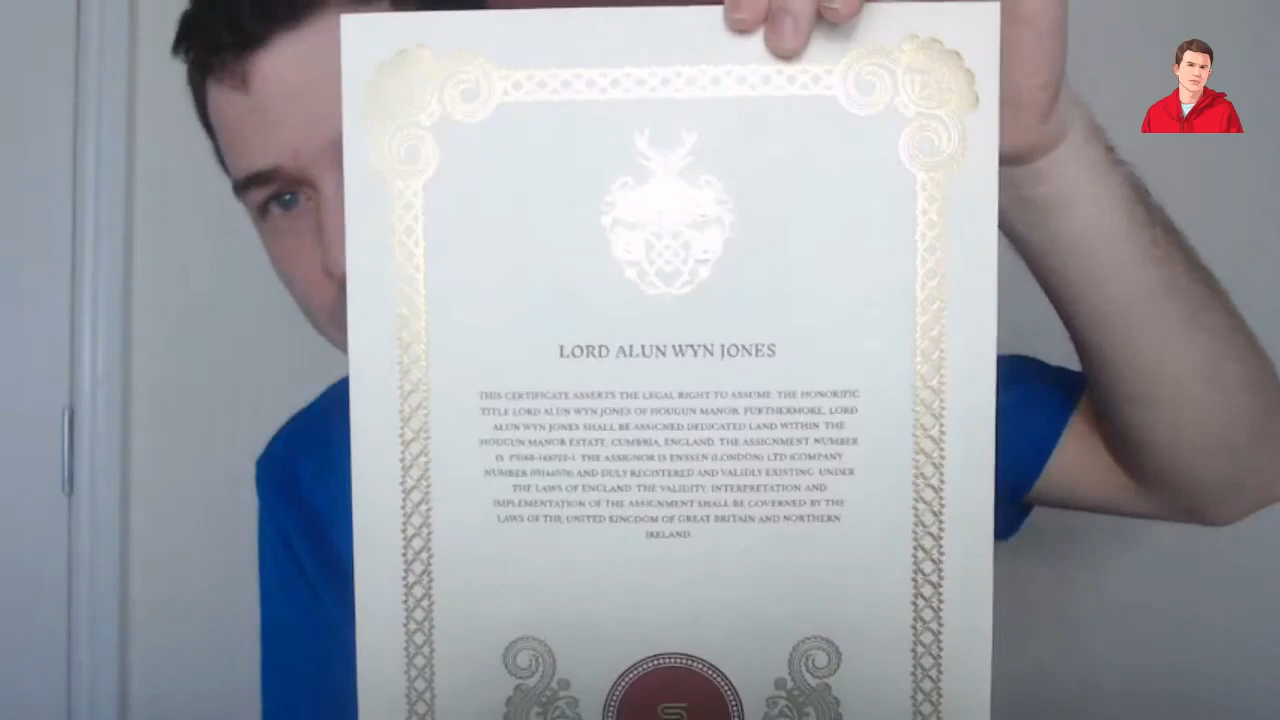 LORD ALUN WYN JONES
THIS CERTIFICATE ASSERTS THE LEGAL RIGHT TO ASSUME THE HONORIFIC
TITLE LORD ALUN WYN JONES OF HOUGUN MANOR. FURTHERMORE, LORD
ALUN WYN JONES SHALL BE ASSIGNED DEDICATED LAND WITHIN THE
HOUGUN MANOR ESTATE, CUMBRIA, ENGLAND. THE ASSIGNMENT NUMBER
IS THE ASSIGNOR IS ENSSEN (LONDON) LTD (COMPANY
NUMBER AND DULY REGISTERED AND VALIDLY EXISTING UNDER
THE LAWS OF ENGLAND. THE VALIDITY, INTERPRETATION AND
IMPLEMENTATION OF THE ASSIGNMENT SHALL BE GOVERNED BY THE
LAWS OF THE UNITED KINGDOM OF GREAT BRITAIN AND NORTHERN
IRELAND.